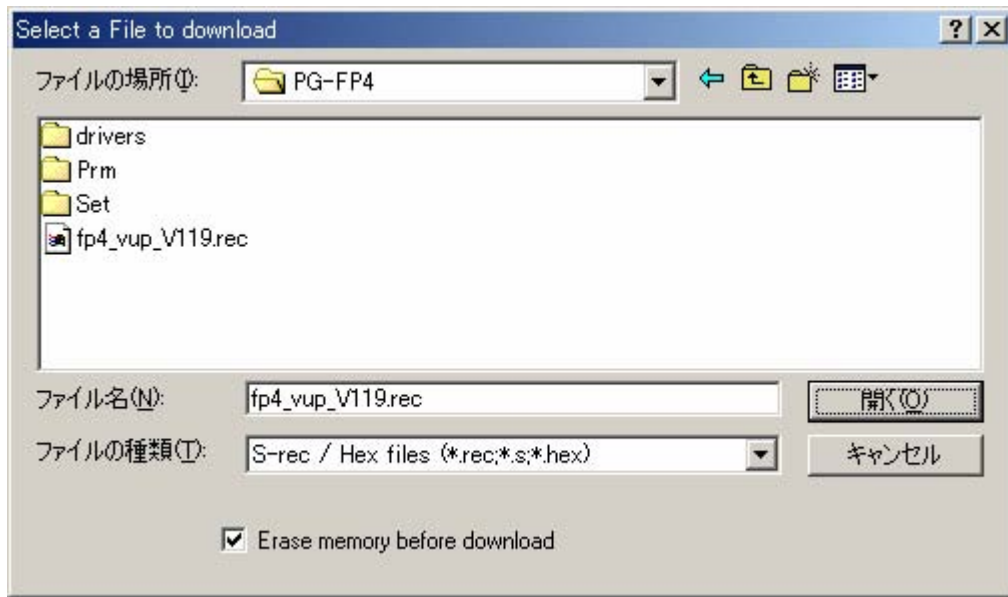 Select a File to download
ファイルの場所(I): PG-FP4
drivers
Prm
Set
fp4_vup_V119.rec
ファイル名(N): fp4_vup_V119.rec 開く(O)
ファイルの種類(T): S-rec / Hex files (*.rec;*.s;*.hex) キャンセル
Erase memory before download